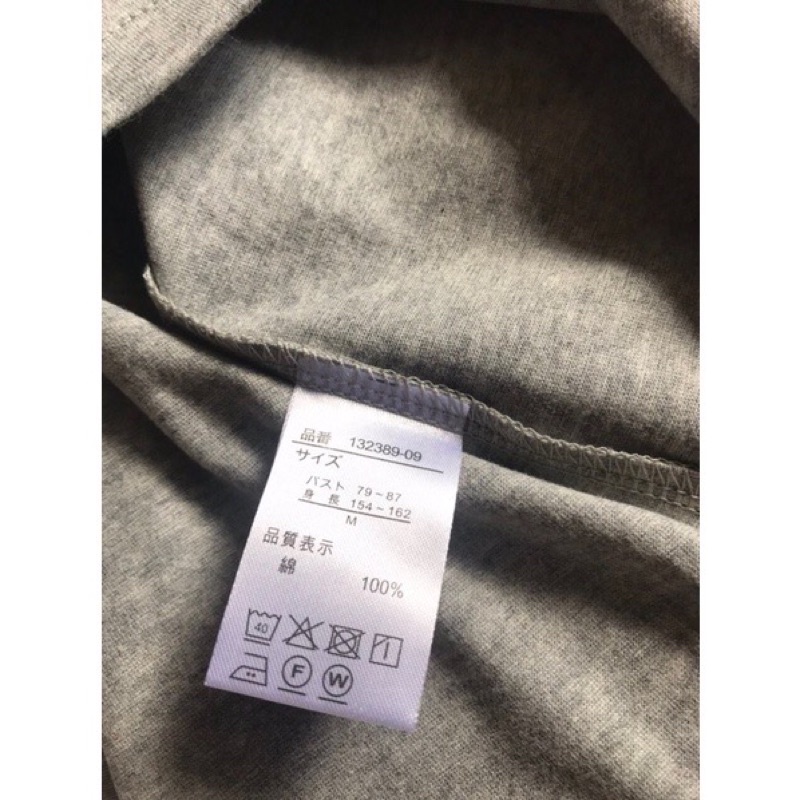 品番 132389-09
サイズ
バスト 79~87
身長 154~162
M
品質表示
綿 100%
40
F W